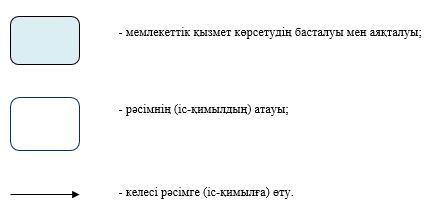 - мемлекеттік қызмет көрсетудің басталуы мен аяқталуы;
- рәсімнің (іс-қимылдың) атауы;
- келесі рәсімге (іс-қимылға) өту.